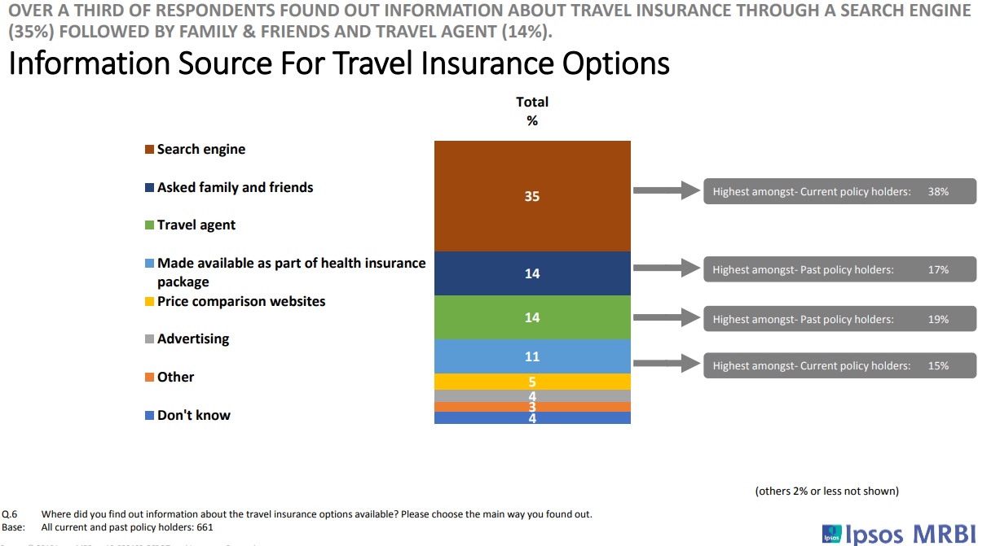 OVER A THIRD OF RESPONDENTS FOUND OUT INFORMATION ABOUT TRAVEL INSURANCE THROUGH A SEARCH ENGINE
(35%) FOLLOWED BY FAMILY & FRIENDS AND TRAVEL AGENT (14%).
Information Source For Travel Insurance Options
Total
%
Search engine
Asked family and friends
Travel agent
Made available as part of health insurance
package
Price comparison websites
Advertising
Other
Don't know
35
14
14
11
5
4
3
4
Highest amongst- Current policy holders: 38%
Highest amongst- Past policy holders: 17%
Highest amongst- Past policy holders: 19%
Highest amongst- Current policy holders: 15%
(others 2% or less not shown)
Q.6 Where did you find out information about the travel insurance options available? Please choose the main way you found out.
Base: All current and past policy holders: 661
Ipsos Ipsos MRBI